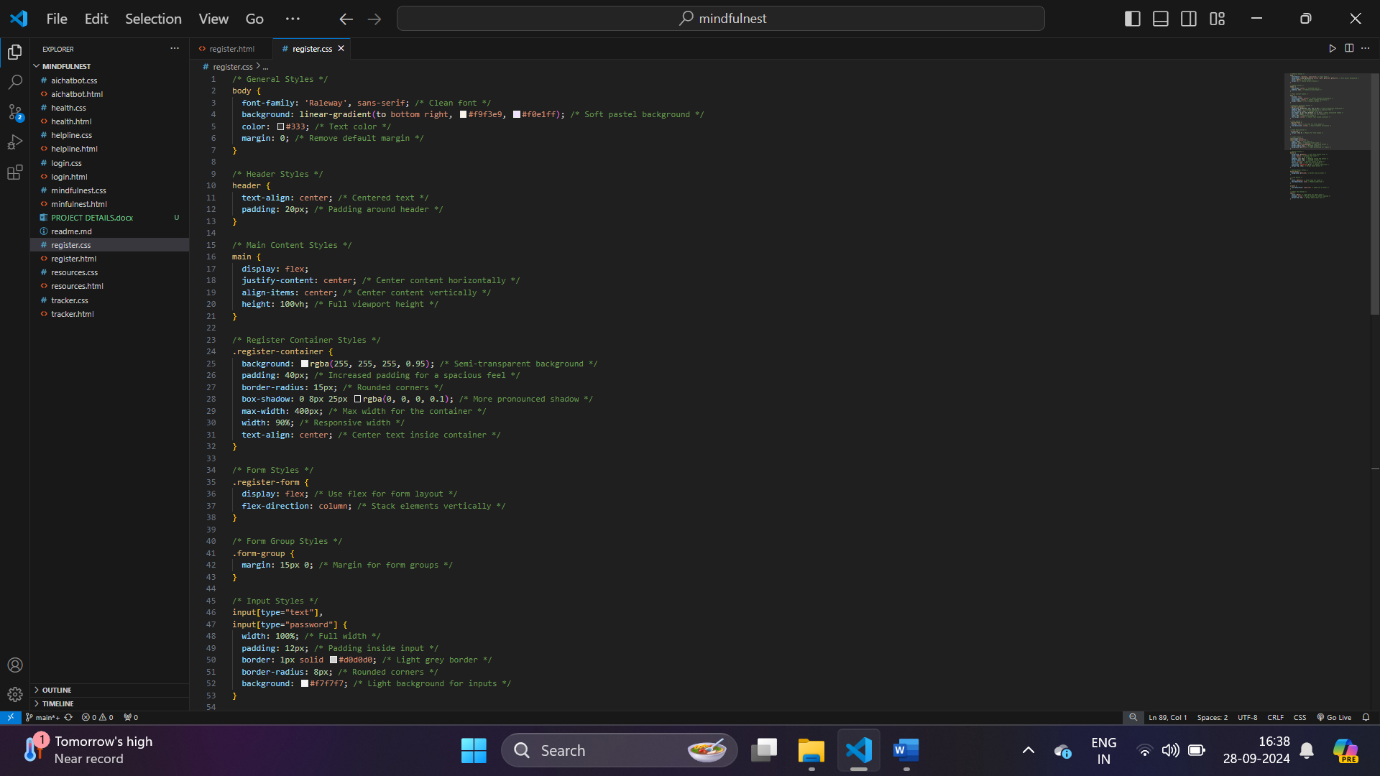 File Edit Selection View Go ··· mindfulnest
EXPLORER ···
MINDFULNEST
# aichatbot.css
<> aichatbot.html
# health.css
<> health.html
# helpline.css
<> helpline.html
# login.css
<> login.html
# mindfulnest.css
<> minfulnest.html
PROJECT DETAILS.docx U
readme.md
# register.css
<> register.html
# resources.css
<> resources.html
# tracker.css
<> tracker.html
OUTLINE
TIMELINE
<> register.html # register.css
# register.css > ...
1 /* General Styles */
2 body {
3 font-family: 'Raleway', sans-serif; /* Clean font */
4 background: linear-gradient(to bottom right, #f9f3e9, #f0e1ff); /* Soft pastel background */
5 color: #333; /* Text color */
6 margin: 0; /* Remove default margin */
7 }
8
9 /* Header Styles */
10 header {
11 text-align: center; /* Centered text */
12 padding: 20px; /* Padding around header */
13 }
14
15 /* Main Content Styles */
16 main {
17 display: flex;
18 justify-content: center; /* Center content horizontally */
19 align-items: center; /* Center content vertically */
20 height: 100vh; /* Full viewport height */
21 }
22
23 /* Register Container Styles */
24 .register-container {
25 background: rgba(255, 255, 255, 0.95); /* Semi-transparent background */
26 padding: 40px; /* Increased padding for a spacious feel */
27 border-radius: 15px; /* Rounded corners */
28 box-shadow: 0 8px 25px rgba(0, 0, 0, 0.1); /* More pronounced shadow */
29 max-width: 400px; /* Max width for the container */
30 width: 90%; /* Responsive width */
31 text-align: center; /* Center text inside container */
32 }
33
34 /* Form Styles */
35 .register-form {
36 display: flex; /* Use flex for form layout */
37 flex-direction: column; /* Stack elements vertically */
38 }
39
40 /* Form Group Styles */
41 .form-group {
42 margin: 15px 0; /* Margin for form groups */
43 }
44
45 /* Input Styles */
46 input[type="text"],
47 input[type="password"] {
48 width: 100%; /* Full width */
49 padding: 12px; /* Padding inside input */
50 border: 1px solid #d0d0d0; /* Light grey border */
51 border-radius: 8px; /* Rounded corners */
52 background: #f7f7f7; /* Light background for inputs */
53 }
54
main*+ 0 0 0 Ln 89, Col 1 Spaces: 2 UTF-8 CRLF CSS Go Live
1 Tomorrow's high
Near record
Search
ENG
IN
16:38
28-09-2024
PRE